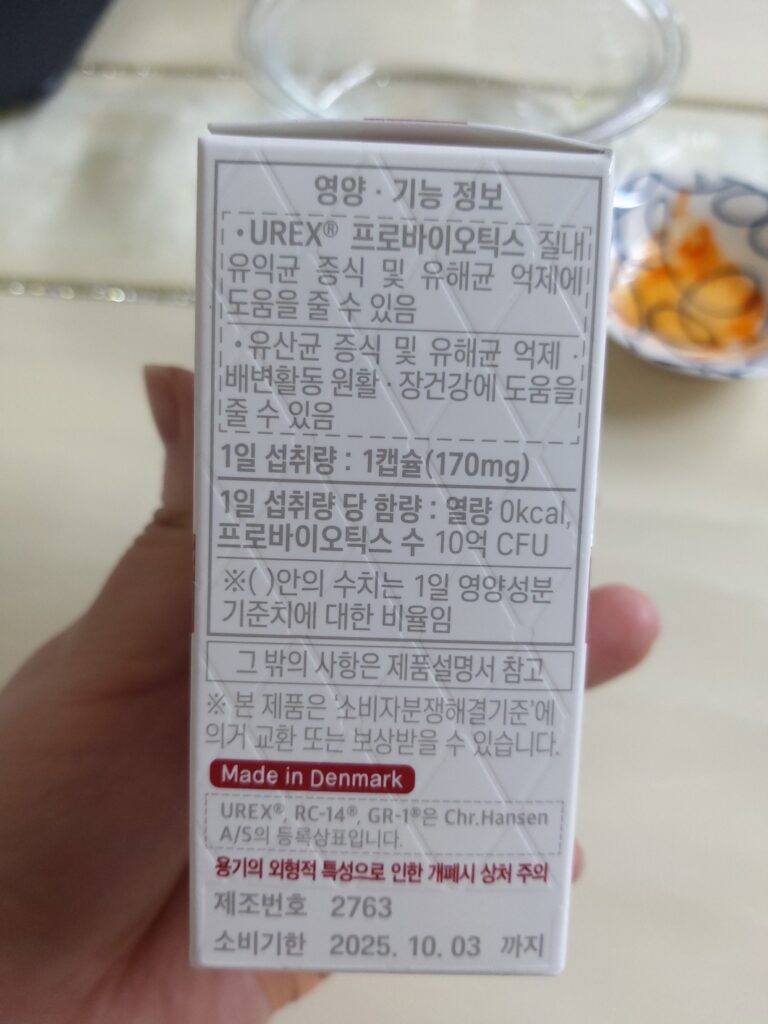 영양 · 기능 정보
• UREX® 프로바이오틱스 질내
유익균 증식 및 유해균 억제에
도움을 줄 수 있음
• 유산균 증식 및 유해균 억제 ·
배변활동 원활 · 장건강에 도움을
줄 수 있음
1일 섭취량 : 1캡슐(170mg)
1일 섭취량 당 함량 : 열량 0kcal,
프로바이오틱스 수 10억 CFU
※( )안의 수치는 1일 영양성분
기준치에 대한 비율임
그 밖의 사항은 제품설명서 참고
※ 본 제품은 '소비자분쟁해결기준'에
의거 교환 또는 보상받을 수 있습니다.
Made in Denmark
UREX®, RC-14®, GR-1®은 Chr.Hansen
A/S의 등록상표입니다.
용기의 외형적 특성으로 인한 개폐시 상처 주의
제조번호 2763
소비기한 2025. 10. 03 까지